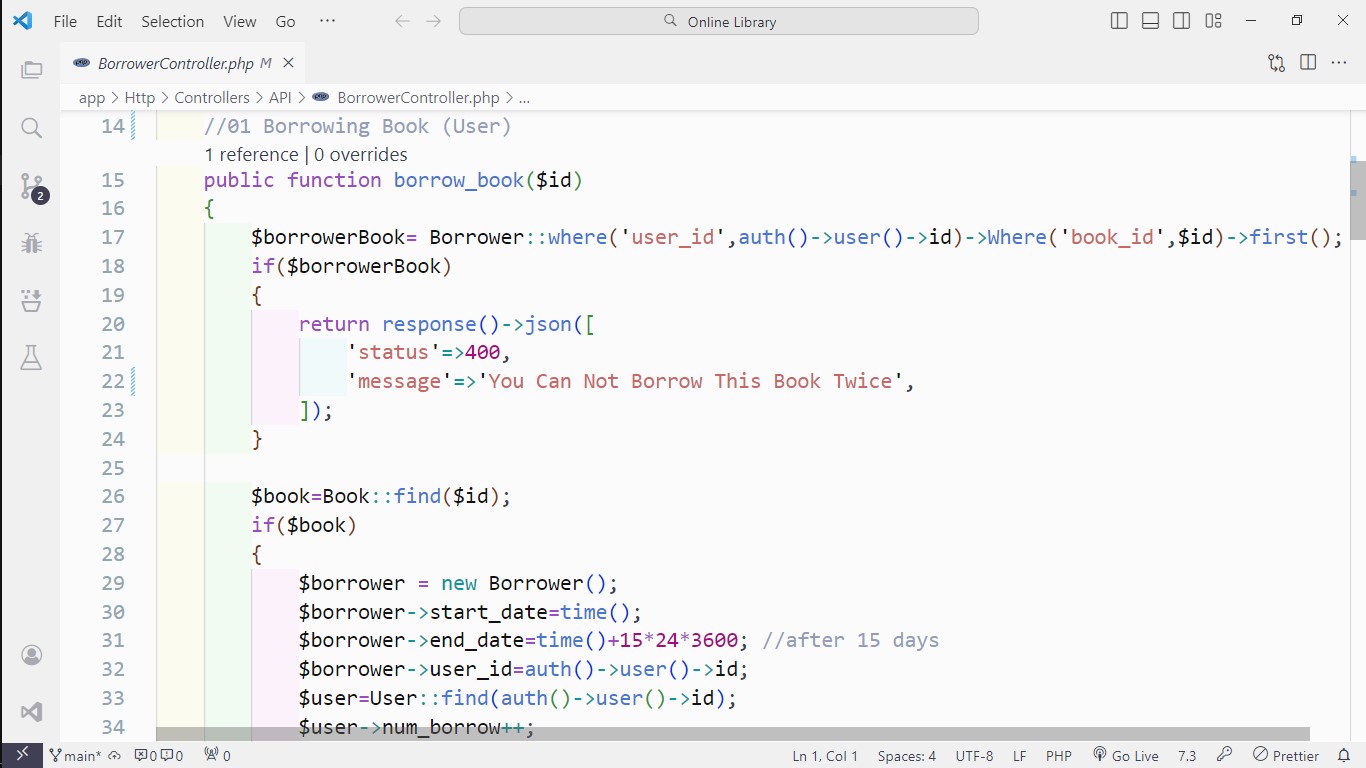 File Edit Selection View Go ··· Online Library
BorrowerController.php M
app > Http > Controllers > API > BorrowerController.php > ...
14 //01 Borrowing Book (User)
1 reference | 0 overrides
15 public function borrow_book($id)
16 {
17 $borrowerBook= Borrower::where('user_id',auth()->user()->id)->Where('book_id',$id)->first();
18 if($borrowerBook)
19 {
20 return response()->json([
21 'status'=>400,
22 'message'=>'You Can Not Borrow This Book Twice',
23 ]);
24 }
25
26 $book=Book::find($id);
27 if($book)
28 {
29 $borrower = new Borrower();
30 $borrower->start_date=time();
31 $borrower->end_date=time()+15*24*3600; //after 15 days
32 $borrower->user_id=auth()->user()->id;
33 $user=User::find(auth()->user()->id);
34 $user->num_borrow++;
2
main* 0 0 0 Ln 1, Col 1 Spaces: 4 UTF-8 LF PHP Go Live 7.3 Prettier